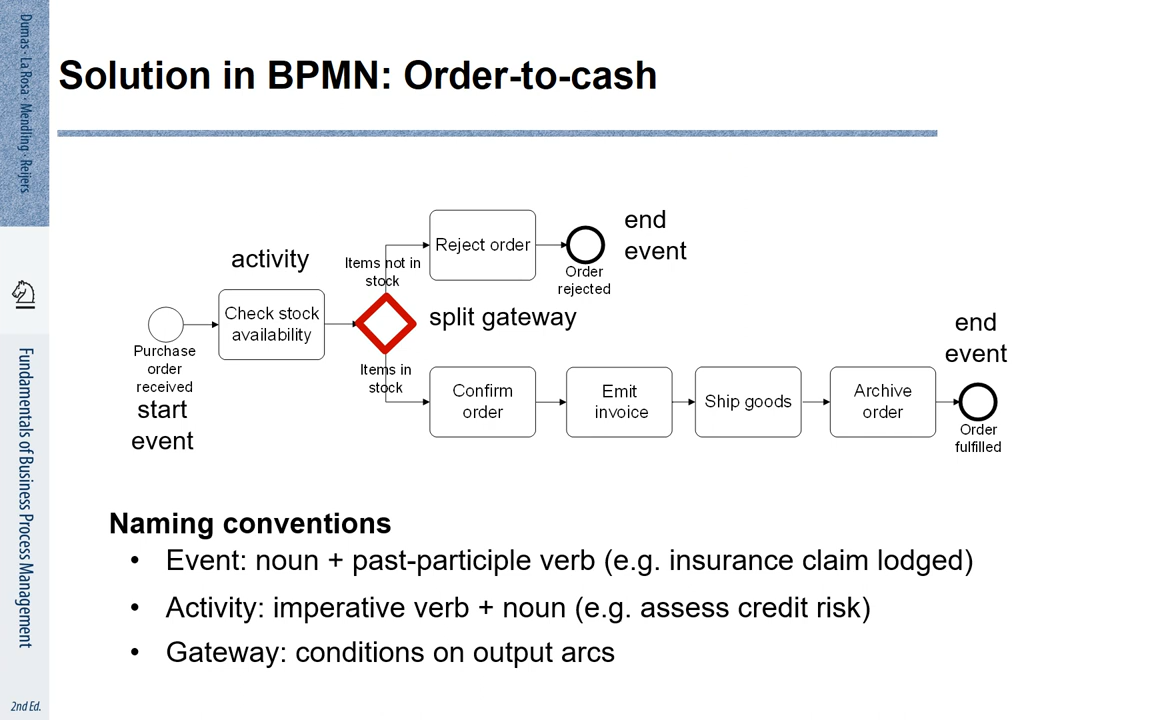 Dumas · La Rosa · Mendling · Reijers
Fundamentals of Business Process Management
2nd Ed.
Solution in BPMN: Order-to-cash
Purchase
order
received
start
event
activity
Check stock
availability
Items not in
stock
split gateway
Items in
stock
Reject order
Order
rejected
end
event
Confirm
order
Emit
invoice
Ship goods
Archive
order
end
event
Order
fulfilled
Naming conventions
• Event: noun + past-participle verb (e.g. insurance claim lodged)
• Activity: imperative verb + noun (e.g. assess credit risk)
• Gateway: conditions on output arcs